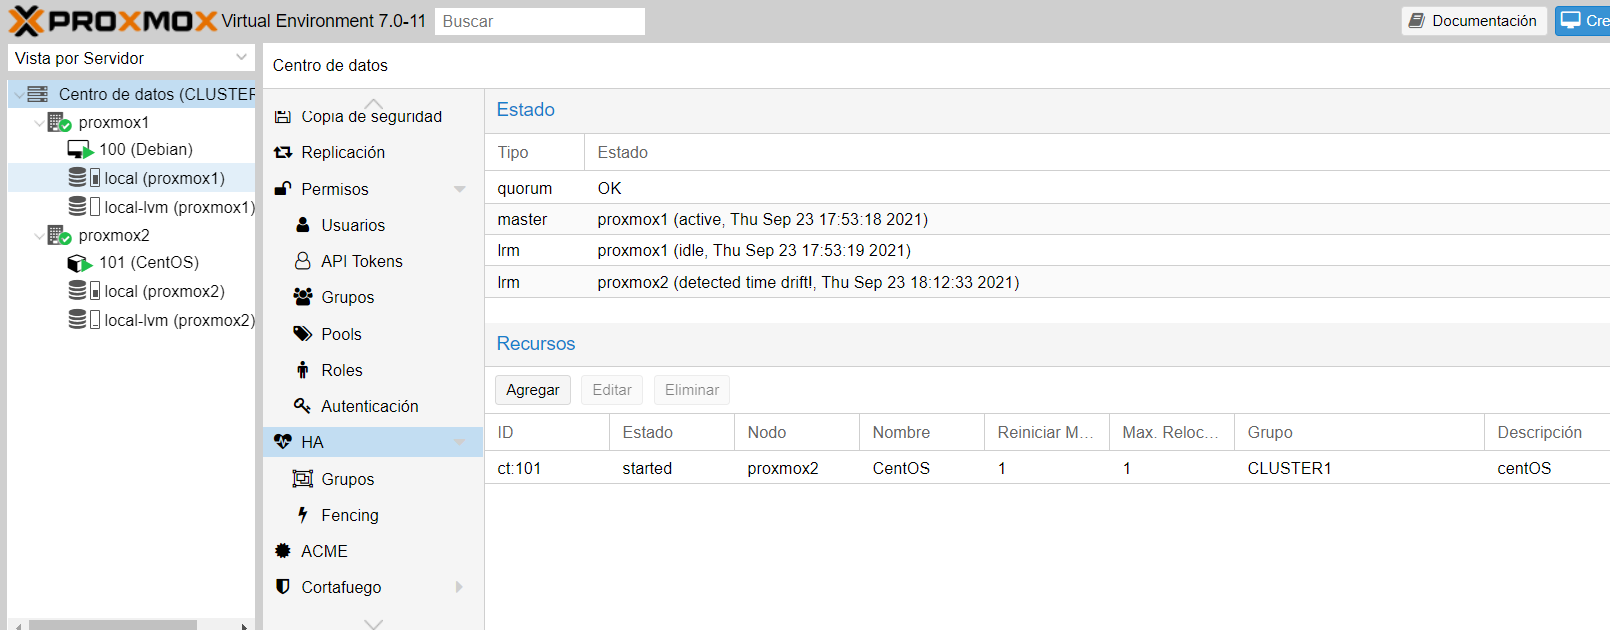 PROXMOX Virtual Environment 7.0-11 Buscar Documentación Cre
Vista por Servidor
Centro de datos (CLUSTER
proxmox1
100 (Debian)
local (proxmox1)
local-lvm (proxmox1)
proxmox2
101 (CentOS)
local (proxmox2)
local-lvm (proxmox2)
Centro de datos
Copia de seguridad
Replicación
Permisos
Usuarios
API Tokens
Grupos
Pools
Roles
Autenticación
HA
Grupos
Fencing
ACME
Cortafuego
Estado
Tipo Estado
quorum OK
master proxmox1 (active, Thu Sep 23 17:53:18 2021)
lrm proxmox1 (idle, Thu Sep 23 17:53:19 2021)
lrm proxmox2 (detected time drift!, Thu Sep 23 18:12:33 2021)
Recursos
Agregar Editar Eliminar
ID Estado Nodo Nombre Reiniciar M... Max. Reloc... Grupo Descripción
ct:101 started proxmox2 CentOS 1 1 CLUSTER1 centOS